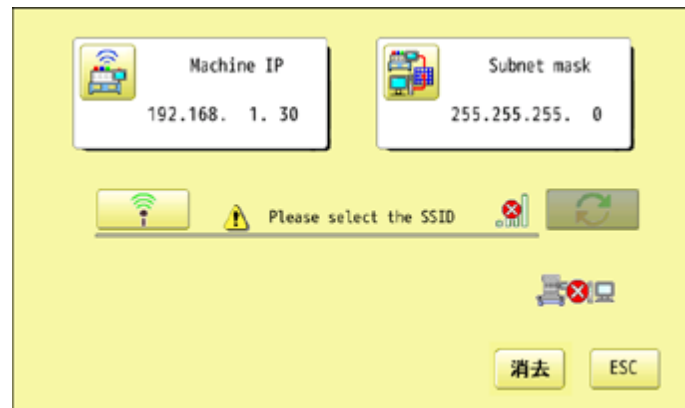 Machine IP
192.168. 1. 30
Subnet mask
255.255.255. 0
Please select the SSID
消去
ESC